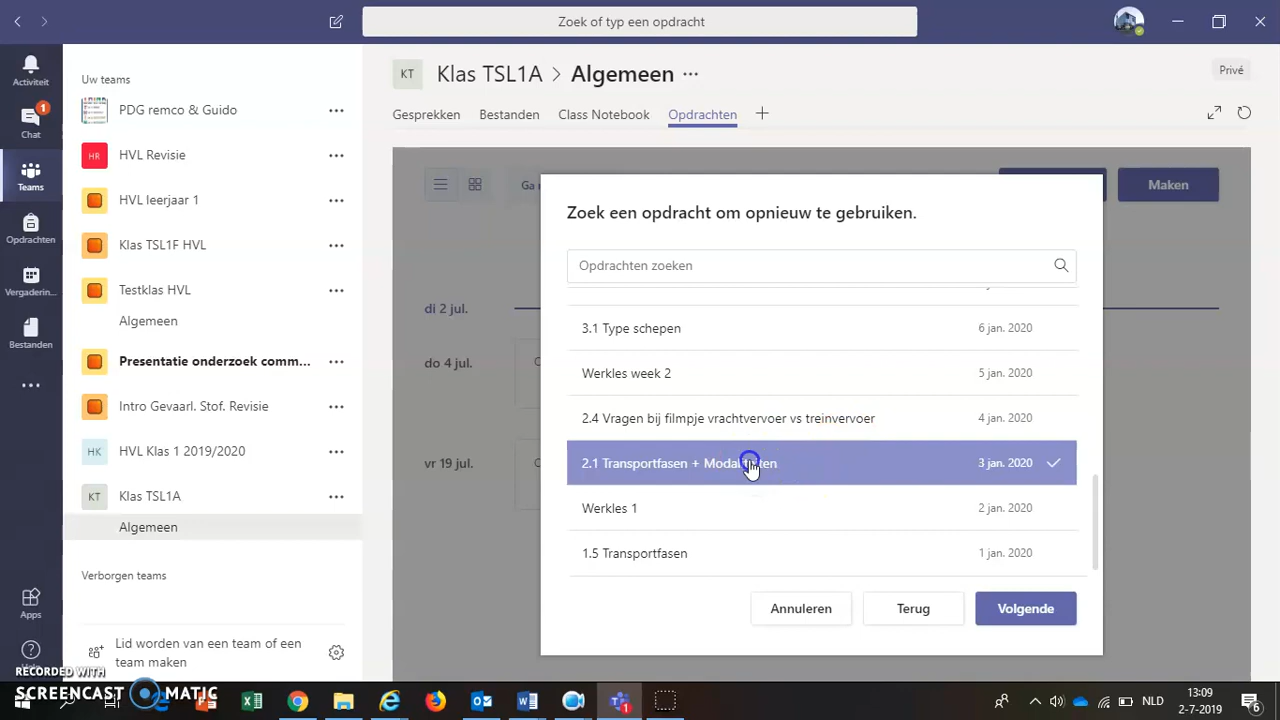 Zoek of typ een opdracht
Activiteit
Chat
1
Teams
Opdrachten
Vergaderin...
Bestanden
Apps
Uw teams
PDG remco & Guido
HR HVL Revisie
HVL leerjaar 1
Klas TSL1F HVL
Testklas HVL
Algemeen
Presentatie onderzoek comm...
Intro Gevaarl. Stof. Revisie
HK HVL Klas 1 2019/2020
KT Klas TSL1A
Algemeen
Verborgen teams
Lid worden van een team of een
team maken
KT Klas TSL1A > Algemeen ...
Privé
Gesprekken Bestanden Class Notebook Opdrachten
Ga
Maken
di 2 jul.
do 4 jul.
vr 19 jul.
Zoek een opdracht om opnieuw te gebruiken.
Opdrachten zoeken
3.1 Type schepen 6 jan. 2020
Werkles week 2 5 jan. 2020
2.4 Vragen bij filmpje vrachtvervoer vs treinvervoer 4 jan. 2020
2.1 Transportfasen + 3 jan. 2020
Werkles 1 2 jan. 2020
1.5 Transportfasen 1 jan. 2020
Annuleren Terug Volgende
RECORDED WITH
SCREENCAST MATIC
NLD
13:09
2-7-2019
6